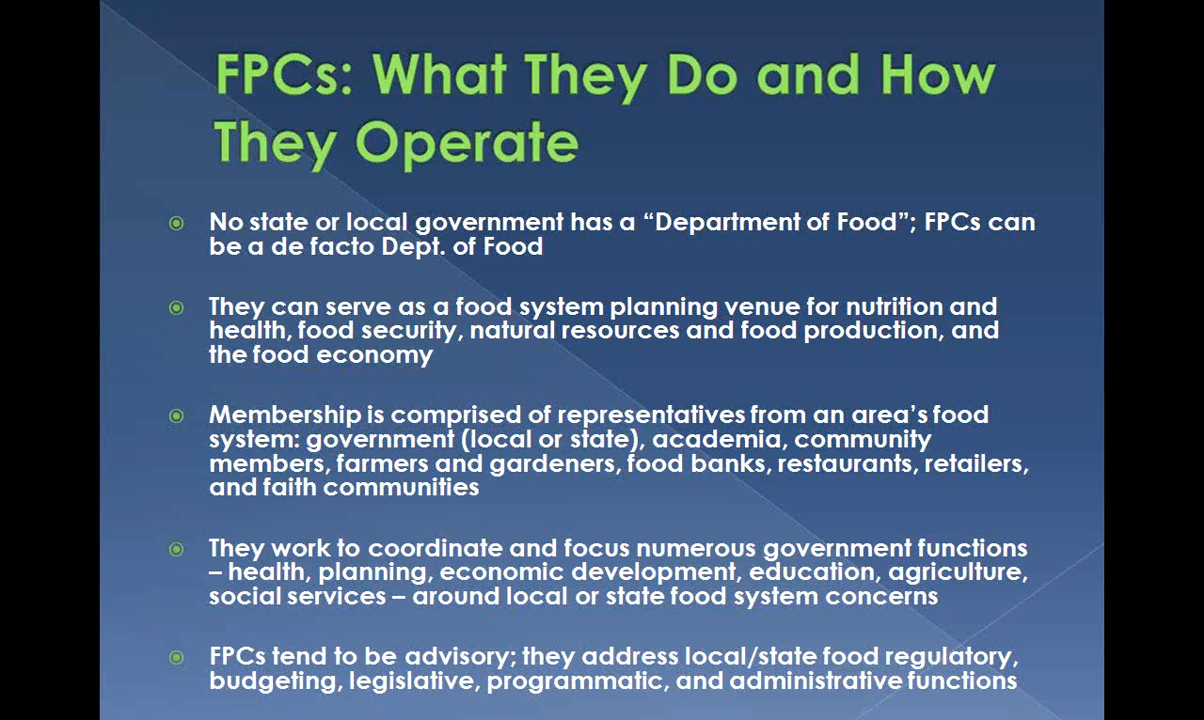 FPCs: What They Do and How
They Operate
No state or local government has a “Department of Food”; FPCs can
be a de facto Dept. of Food
They can serve as a food system planning venue for nutrition and
health, food security, natural resources and food production, and
the food economy
Membership is comprised of representatives from an area’s food
system: government (local or state), academia, community
members, farmers and gardeners, food banks, restaurants, retailers,
and faith communities
They work to coordinate and focus numerous government functions
– health, planning, economic development, education, agriculture,
social services – around local or state food system concerns
FPCs tend to be advisory; they address local/state food regulatory,
budgeting, legislative, programmatic, and administrative functions